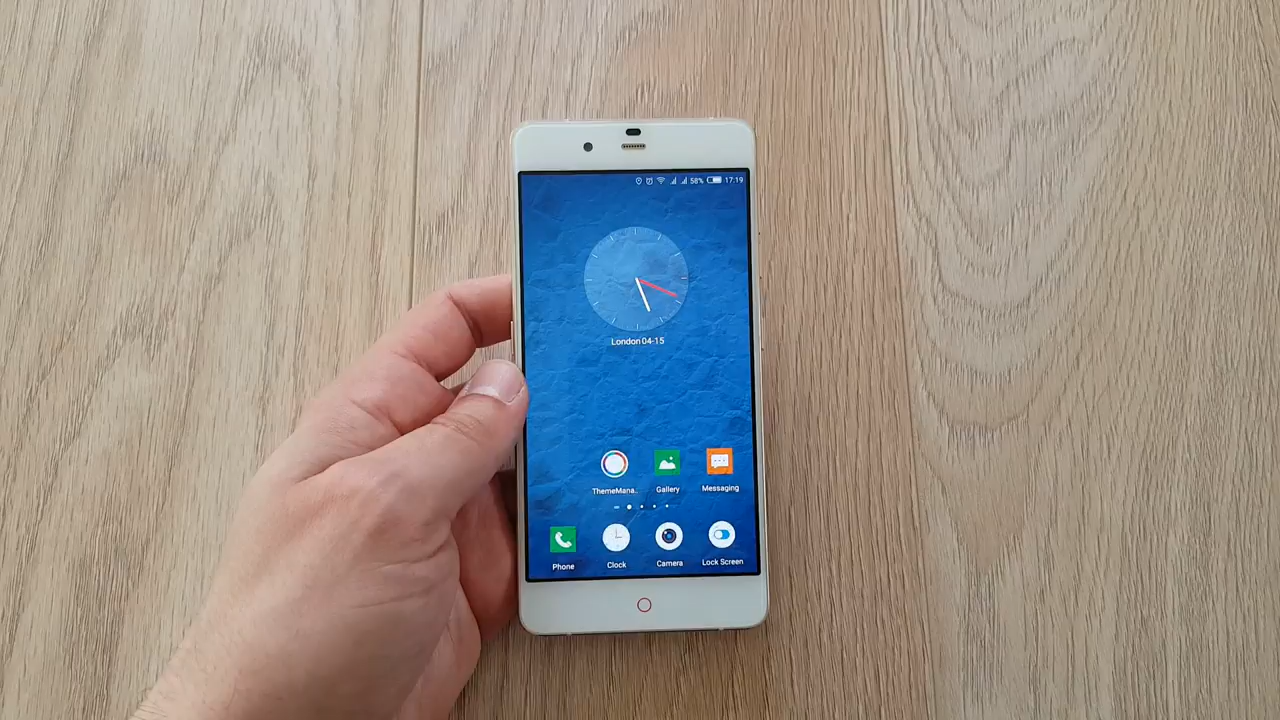 58% 17:19
London 04-15
ThemeMana..
Gallery
Messaging
Phone
Clock
Camera
Lock Screen